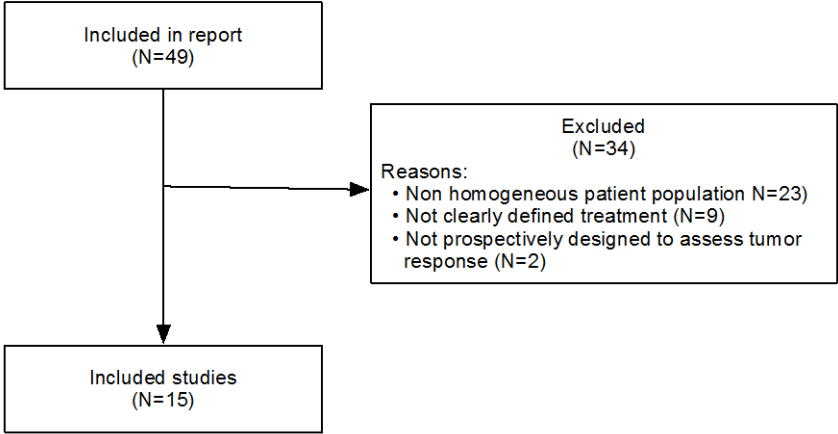 Included in report
(N=49)
Excluded
(N=34)
Reasons:
• Non homogeneous patient population N=23)
• Not clearly defined treatment (N=9)
• Not prospectively designed to assess tumor
response (N=2)
Included studies
(N=15)